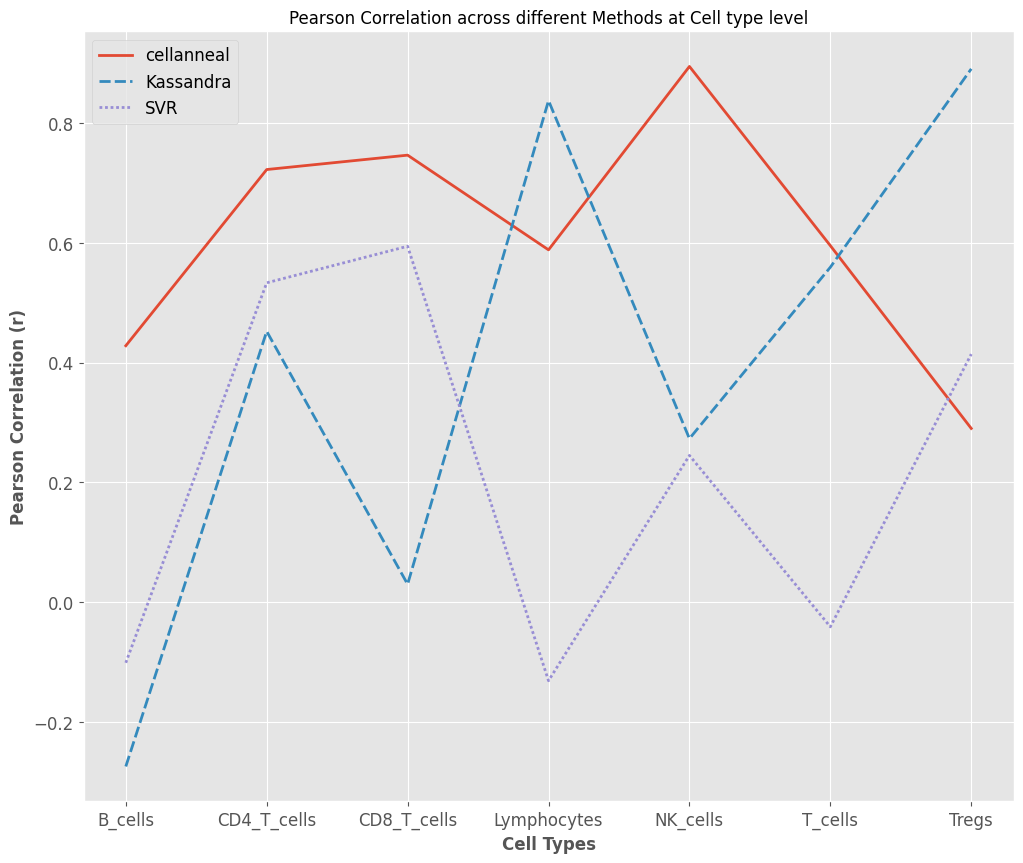 Pearson Correlation across different Methods at Cell type level
cellanneal
Kassandra
SVR
Pearson Correlation (r)
0.8
0.6
0.4
0.2
0.0
−0.2
B_cells
CD4_T_cells
CD8_T_cells
Lymphocytes
NK_cells
T_cells
Tregs
Cell Types